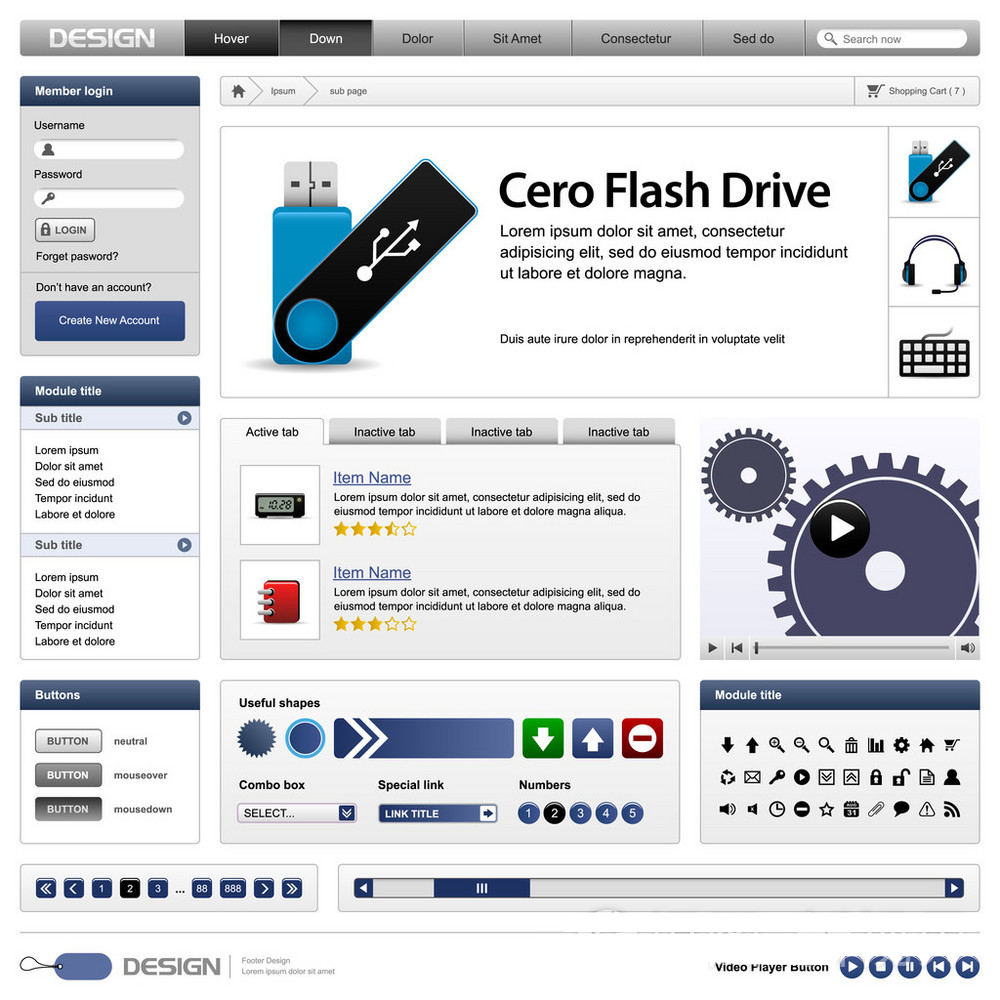 DESIGN
Hover
Down
Dolor
Sit Amet
Consectetur
Sed do
Search now
Member login
Username
Password
LOGIN
Forget pasword?
Don't have an account?
Create New Account
Ipsum
sub page
Shopping Cart ( 7 )
Cero Flash Drive
Lorem ipsum dolor sit amet, consectetur
adipisicing elit, sed do eiusmod tempor incididunt
ut labore et dolore magna.
Duis aute irure dolor in reprehenderit in voluptate velit
Module title
Sub title
Lorem ipsum
Dolor sit amet
Sed do eiusmod
Tempor incidunt
Labore et dolore
Sub title
Lorem ipsum
Dolor sit amet
Sed do eiusmod
Tempor incidunt
Labore et dolore
Active tab
Inactive tab
Inactive tab
Inactive tab
10.28
Item Name
Lorem ipsum dolor sit amet, consectetur adipisicing elit, sed do
eiusmod tempor incididunt ut labore et dolore magna aliqua.
Item Name
Lorem ipsum dolor sit amet, consectetur adipisicing elit, sed do
eiusmod tempor incididunt ut labore et dolore magna aliqua.
Buttons
BUTTON
neutral
BUTTON
mouseover
BUTTON
mousedown
Useful shapes
Combo box
SELECT...
Special link
LINK TITLE
Numbers
1 2 3 4 5
Module title
31
1 2 3 ... 88 888
DESIGN
Footer Design
Lorem ipsum dolor sit amet
Video Player Button